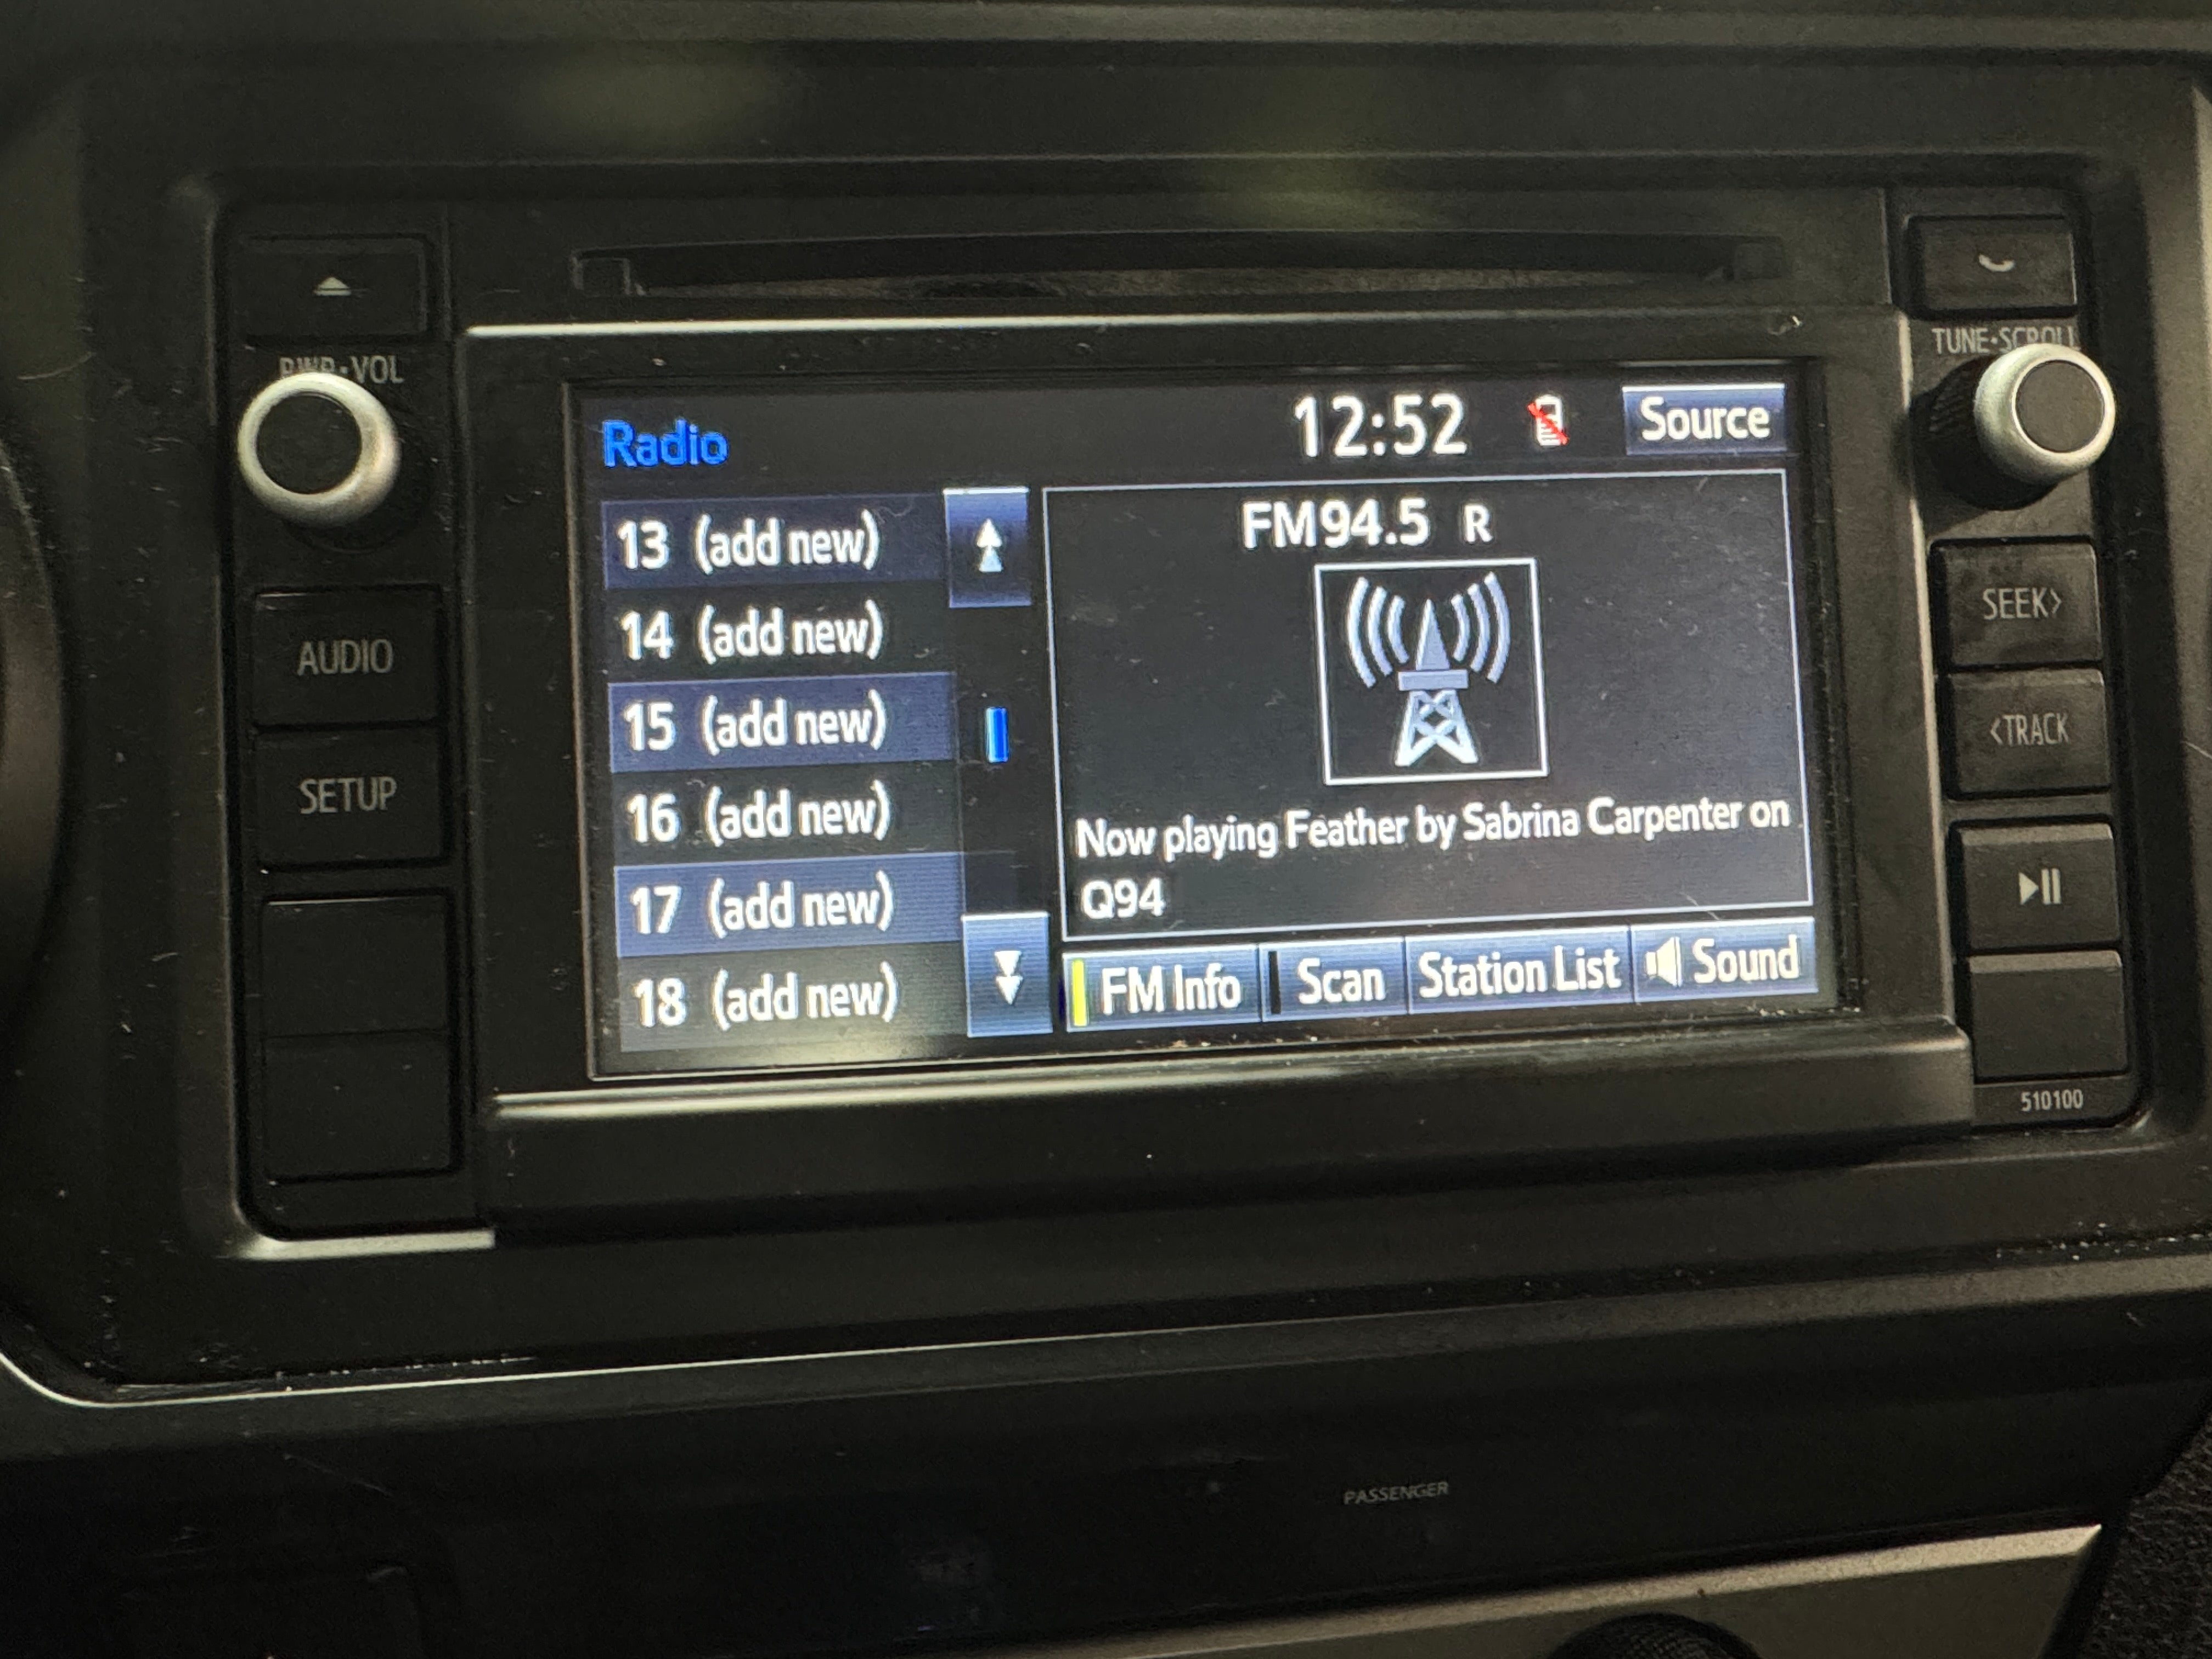 PWR•VOL
TUNE•SCROLL
Radio
12:52
Source
13 (add new)
14 (add new)
15 (add new)
16 (add new)
17 (add new)
18 (add new)
FM94.5 R
Now playing Feather by Sabrina Carpenter on
Q94
FM Info
Scan
Station List
Sound
AUDIO
SETUP
SEEK>
<TRACK
510100
PASSENGER